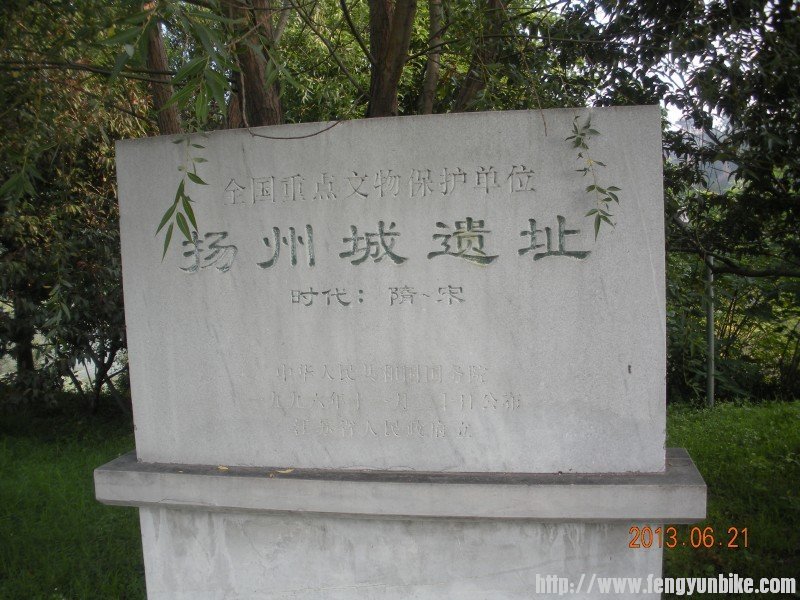 全国重点文物保护单位
扬州城遗址
时代：隋~宋
中华人民共和国国务院
一九九六年十一月二十日公布
江苏省人民政府立
2013.06.21
http://www.fengyunbike.com